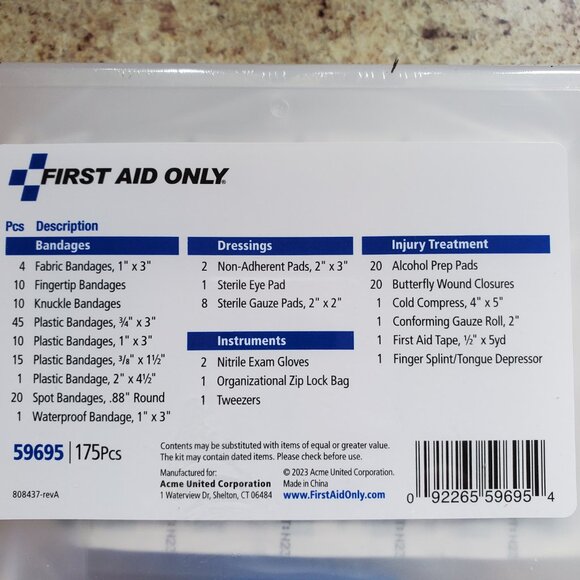 FIRST AID ONLY®
Pcs Description
Bandages
4 Fabric Bandages, 1" x 3"
10 Fingertip Bandages
10 Knuckle Bandages
45 Plastic Bandages, ¾" x 3"
10 Plastic Bandages, 1" x 3"
15 Plastic Bandages, ³/₈" x 1½"
1 Plastic Bandage, 2" x 4½"
20 Spot Bandages, .88" Round
1 Waterproof Bandage, 1" x 3"
Dressings
2 Non-Adherent Pads, 2" x 3"
1 Sterile Eye Pad
8 Sterile Gauze Pads, 2" x 2"
Instruments
2 Nitrile Exam Gloves
1 Organizational Zip Lock Bag
1 Tweezers
Injury Treatment
20 Alcohol Prep Pads
20 Butterfly Wound Closures
1 Cold Compress, 4" x 5"
1 Conforming Gauze Roll, 2"
1 First Aid Tape, ½" x 5yd
1 Finger Splint/Tongue Depressor
59695 | 175Pcs
808437-revA
Contents may be substituted with items of equal or greater value.
The kit may contain dated items. Please check before use.
Manufactured for:
Acme United Corporation
1 Waterview Dr, Shelton, CT 06484
© 2023 Acme United Corporation.
Made in China
www.FirstAidOnly.com
0 92265 59695 4